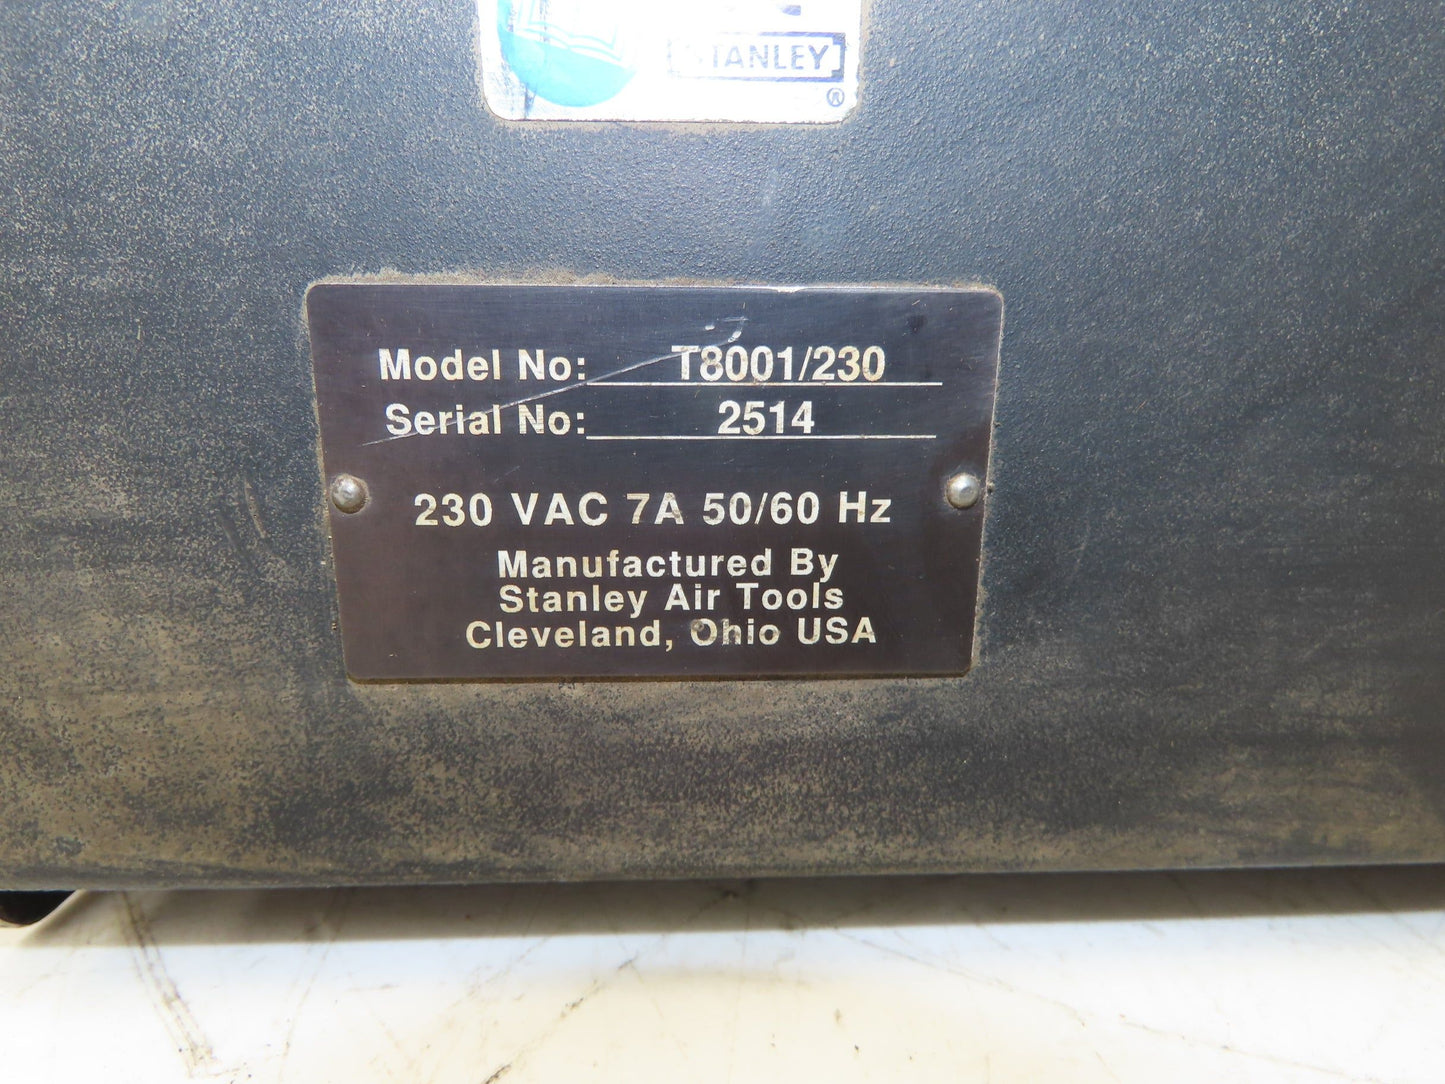 STANLEY
®
Model No: T8001/230
Serial No: 2514
230 VAC 7A 50/60 Hz
Manufactured By
Stanley Air Tools
Cleveland, Ohio USA